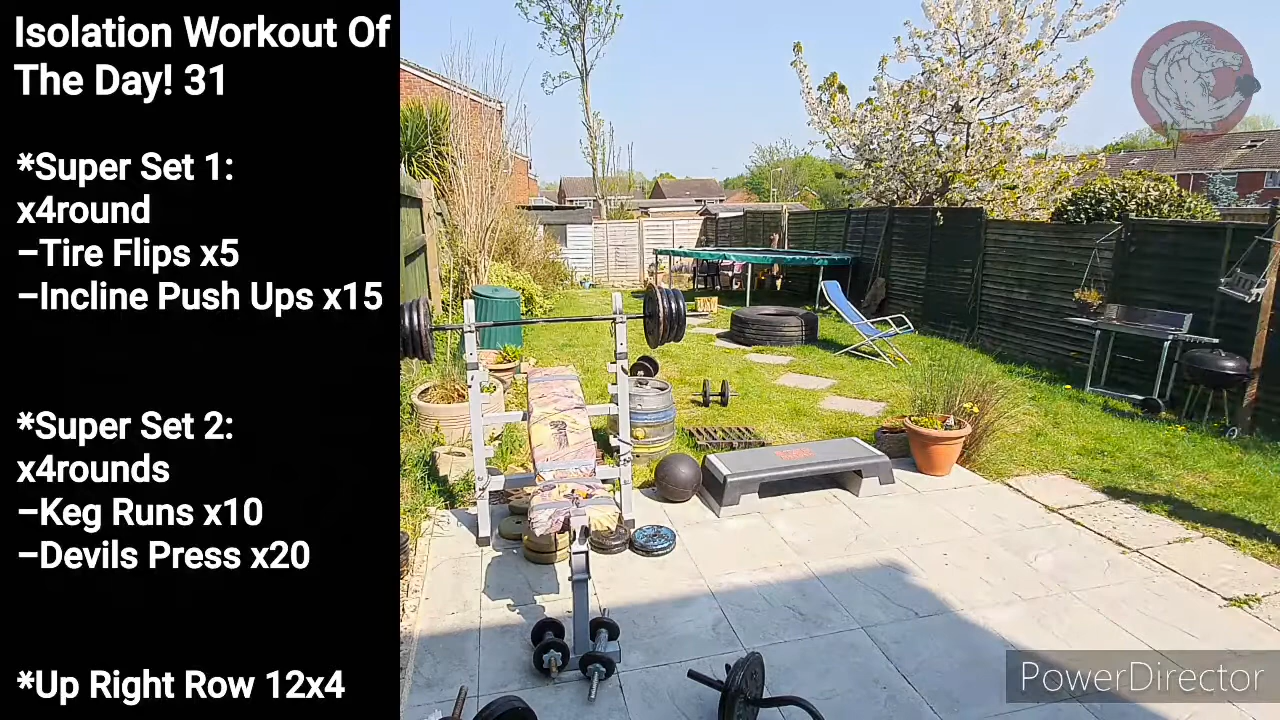 Isolation Workout Of
The Day! 31
*Super Set 1:
x4round
–Tire Flips x5
–Incline Push Ups x15
*Super Set 2:
x4rounds
–Keg Runs x10
–Devils Press x20
*Up Right Row 12x4
PowerDirector